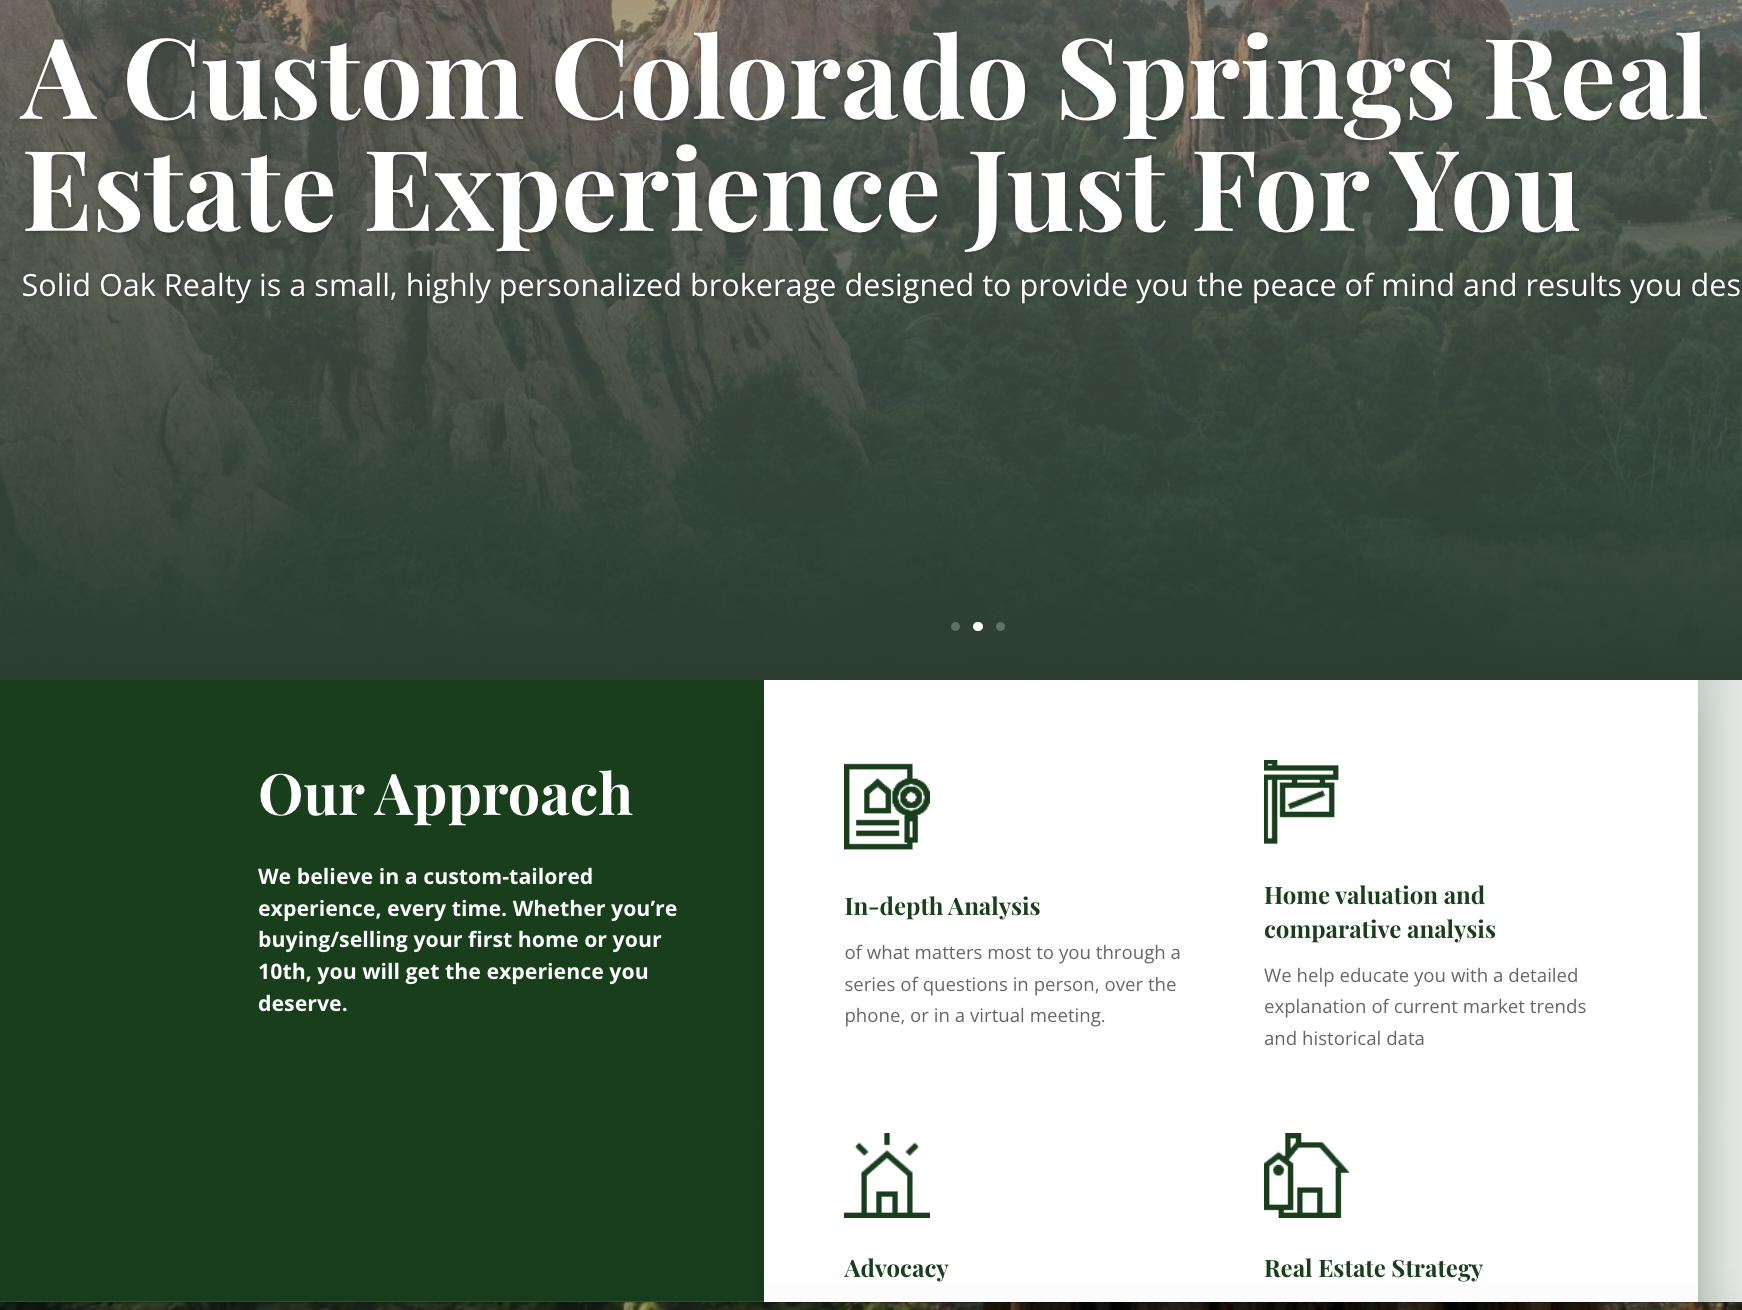 A Custom Colorado Springs Real
Estate Experience Just For You
Solid Oak Realty is a small, highly personalized brokerage designed to provide you the peace of mind and results you des
Our Approach
We believe in a custom-tailored
experience, every time. Whether you’re
buying/selling your first home or your
10th, you will get the experience you
deserve.
In-depth Analysis
of what matters most to you through a
series of questions in person, over the
phone, or in a virtual meeting.
Home valuation and
comparative analysis
We help educate you with a detailed
explanation of current market trends
and historical data
Advocacy
Real Estate Strategy